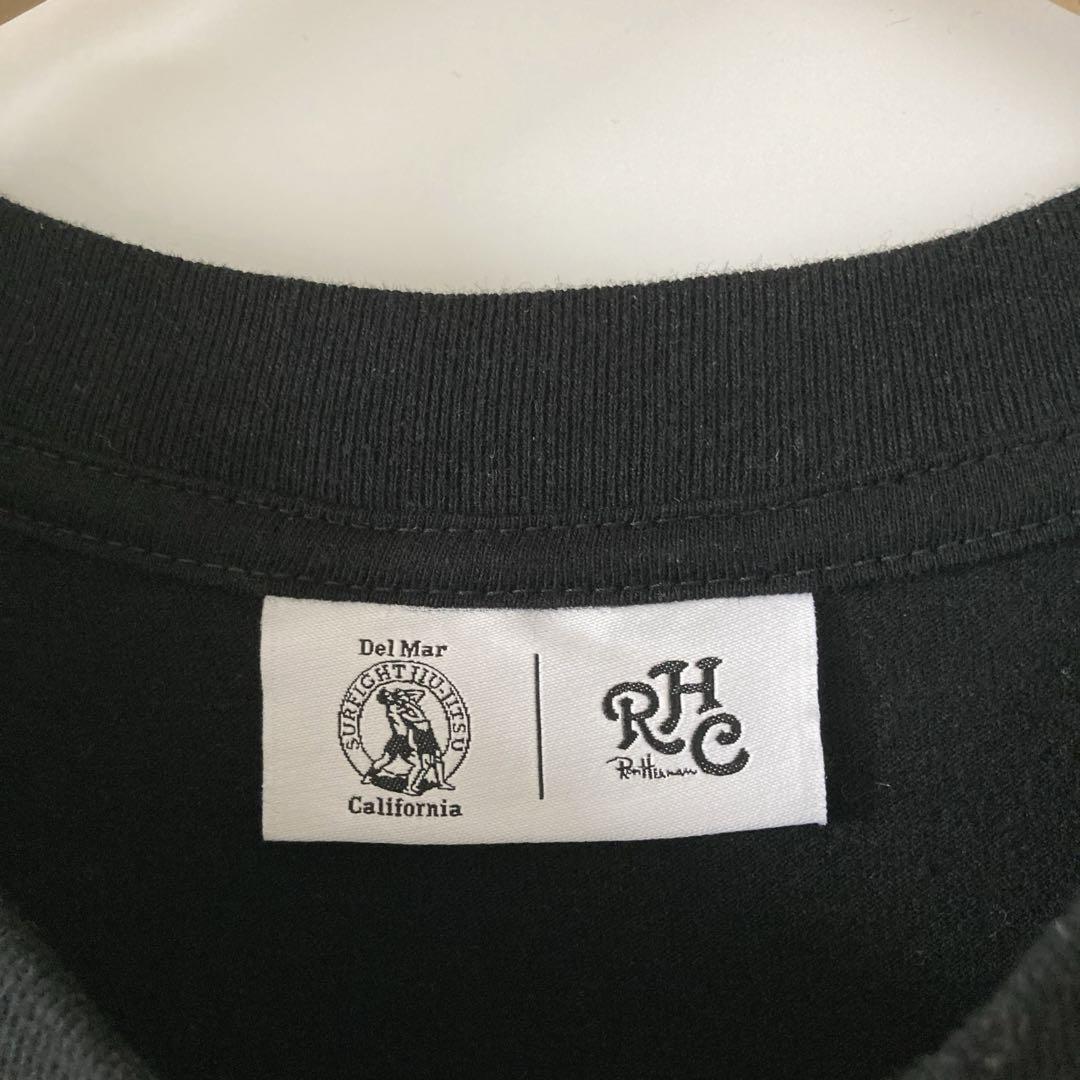 Del Mar
SURFIGHT JIU-JITSU
California
RHC
Ron Herman